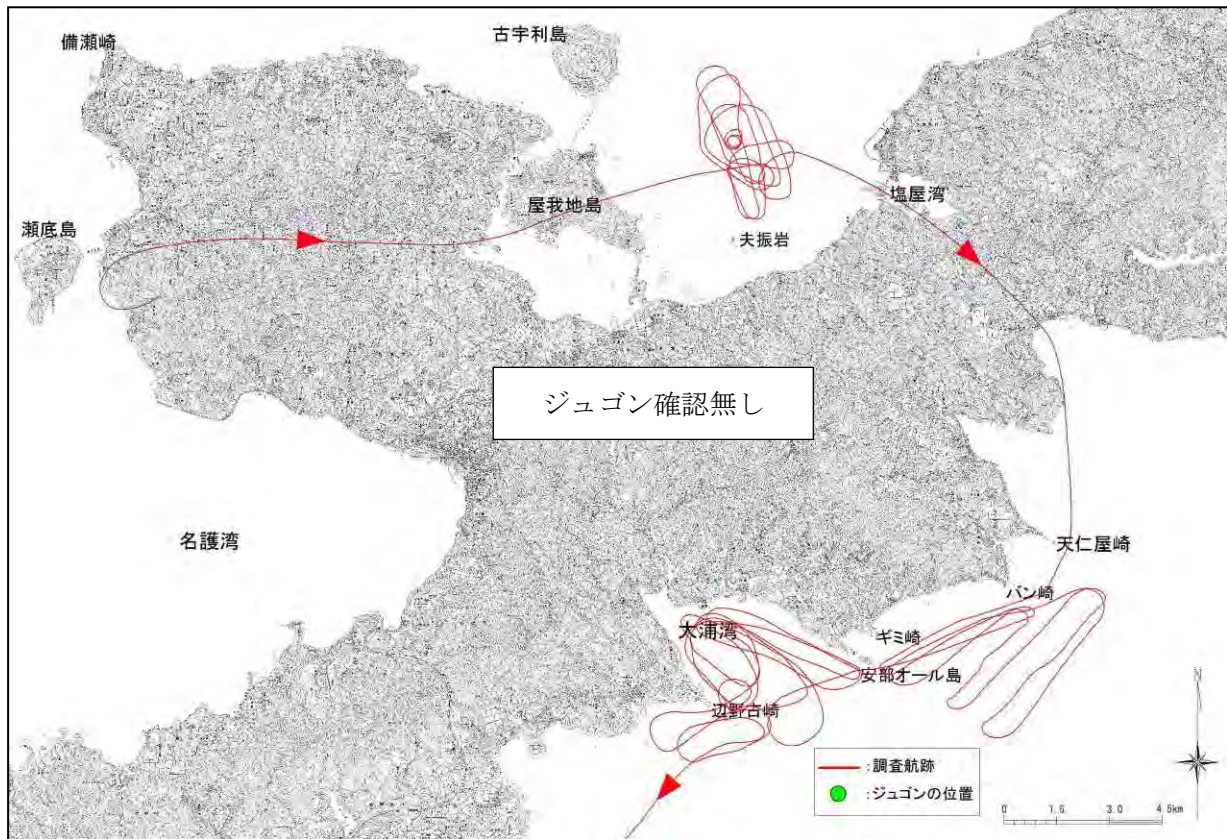 備瀬崎
古宇利島
屋我地島
塩屋湾
瀬底島
夫振岩
ジュゴン確認無し
名護湾
天仁屋崎
バン崎
大浦湾
ギミ崎
安部オール島
辺野古崎
:調査航跡
:ジュゴンの位置
N
0 1.5 3.0 4.5km